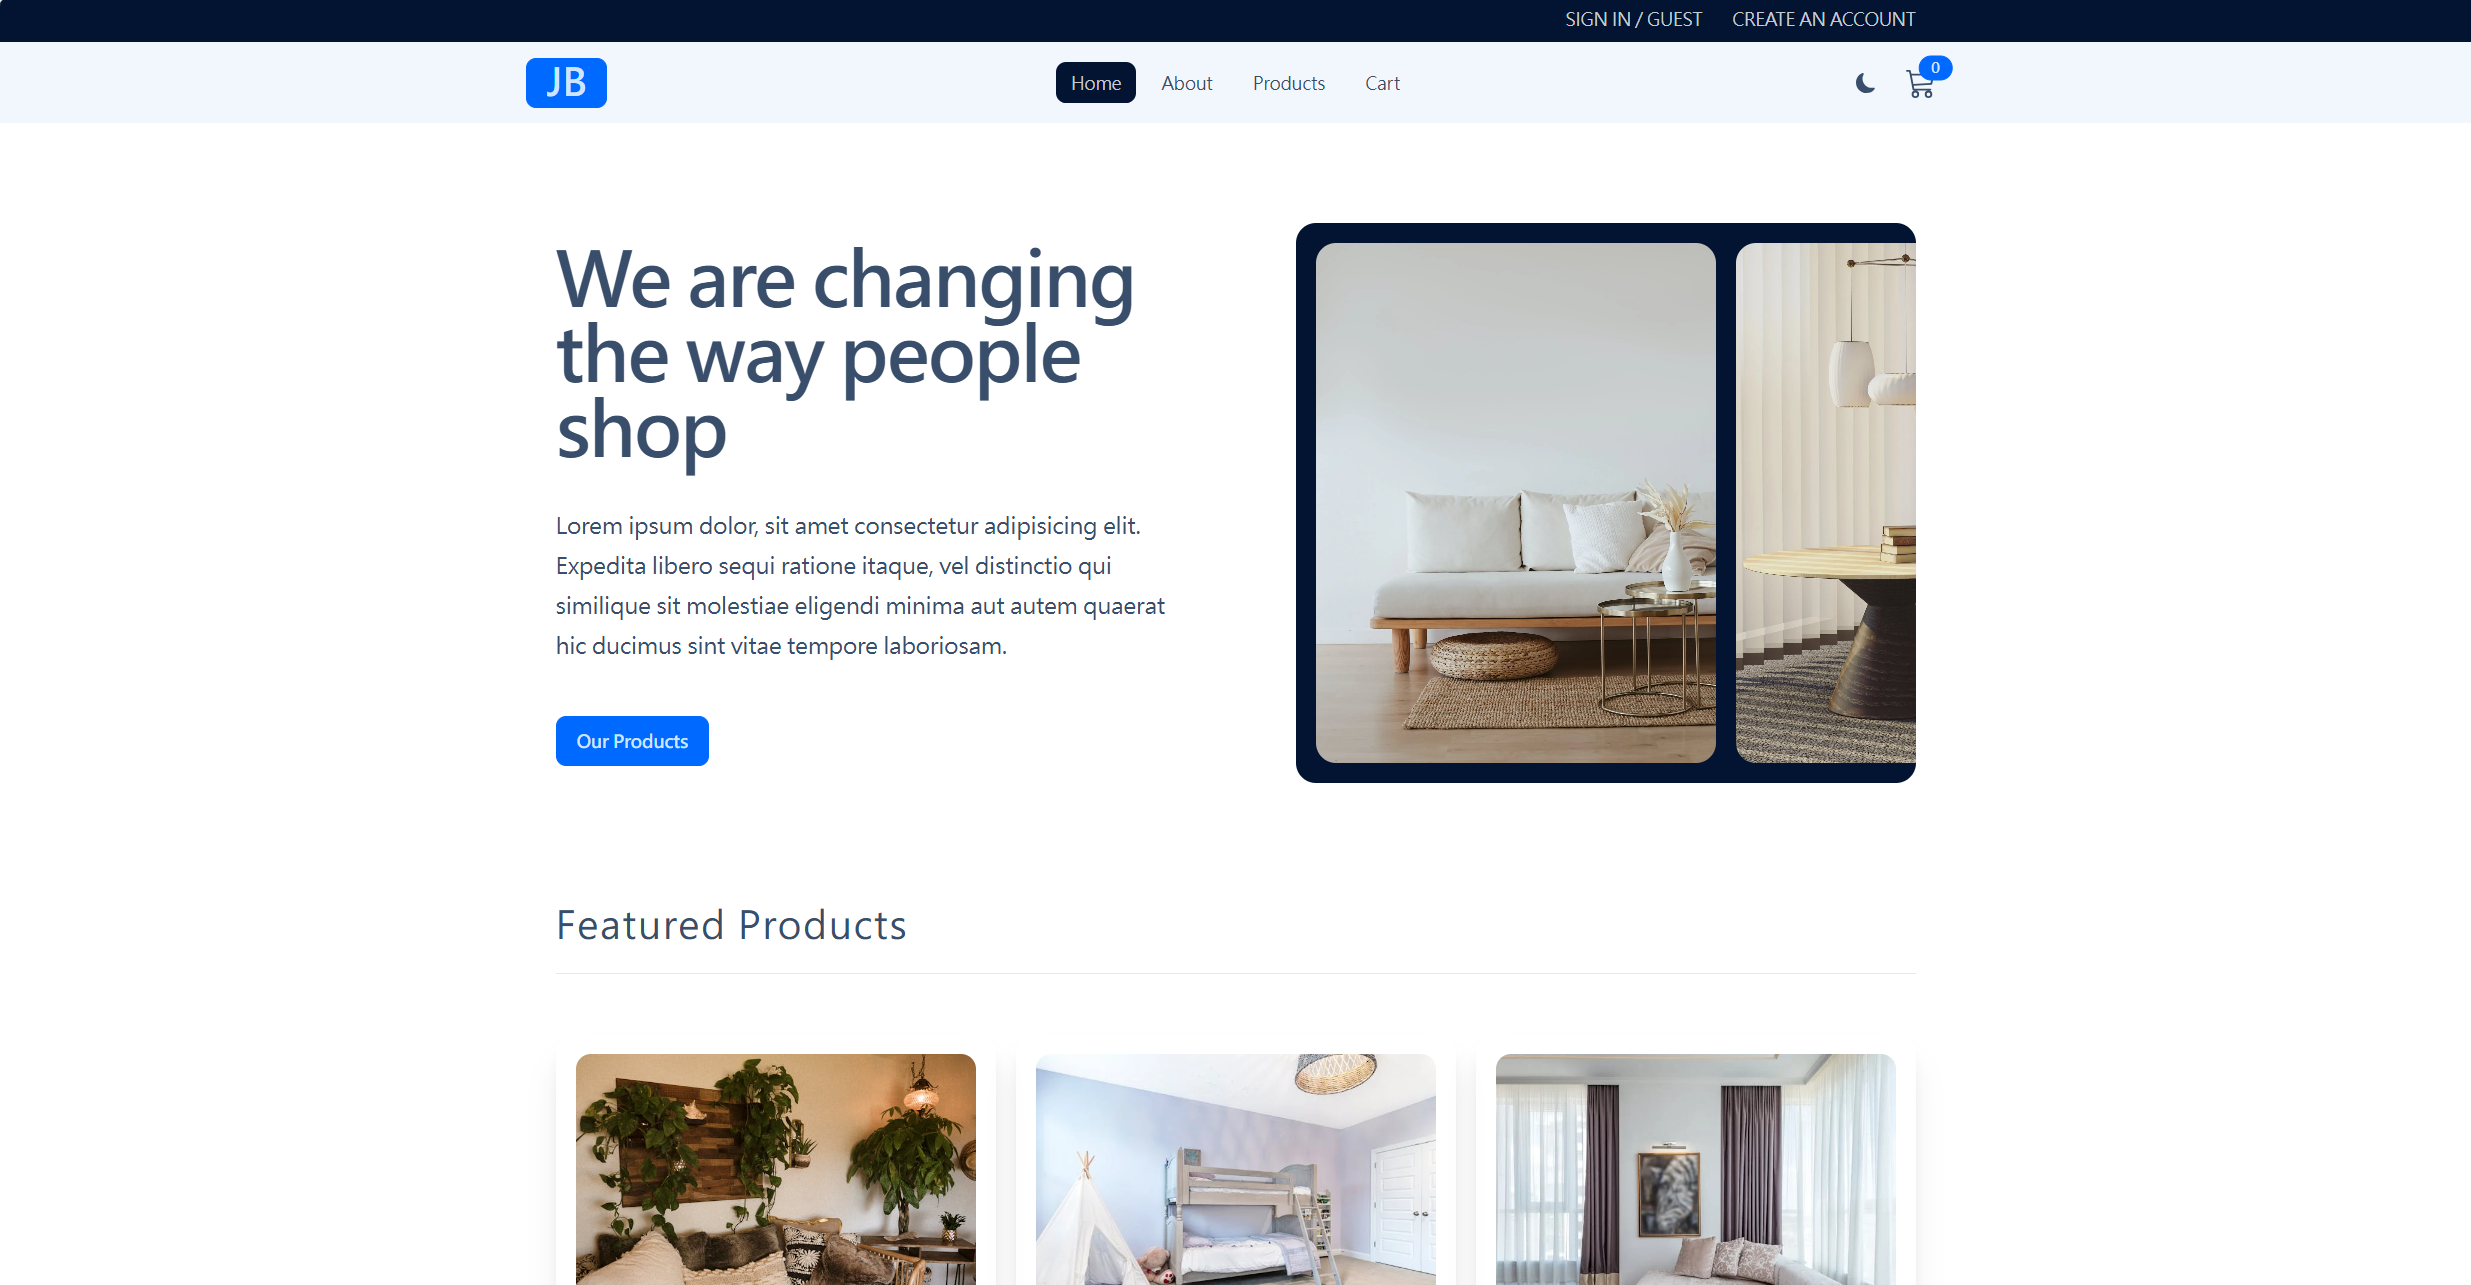 SIGN IN / GUEST CREATE AN ACCOUNT
JB Home About Products Cart 0
We are changing
the way people
shop
Lorem ipsum dolor, sit amet consectetur adipisicing elit.
Expedita libero sequi ratione itaque, vel distinctio qui
similique sit molestiae eligendi minima aut autem quaerat
hic ducimus sint vitae tempore laboriosam.
Our Products
Featured Products